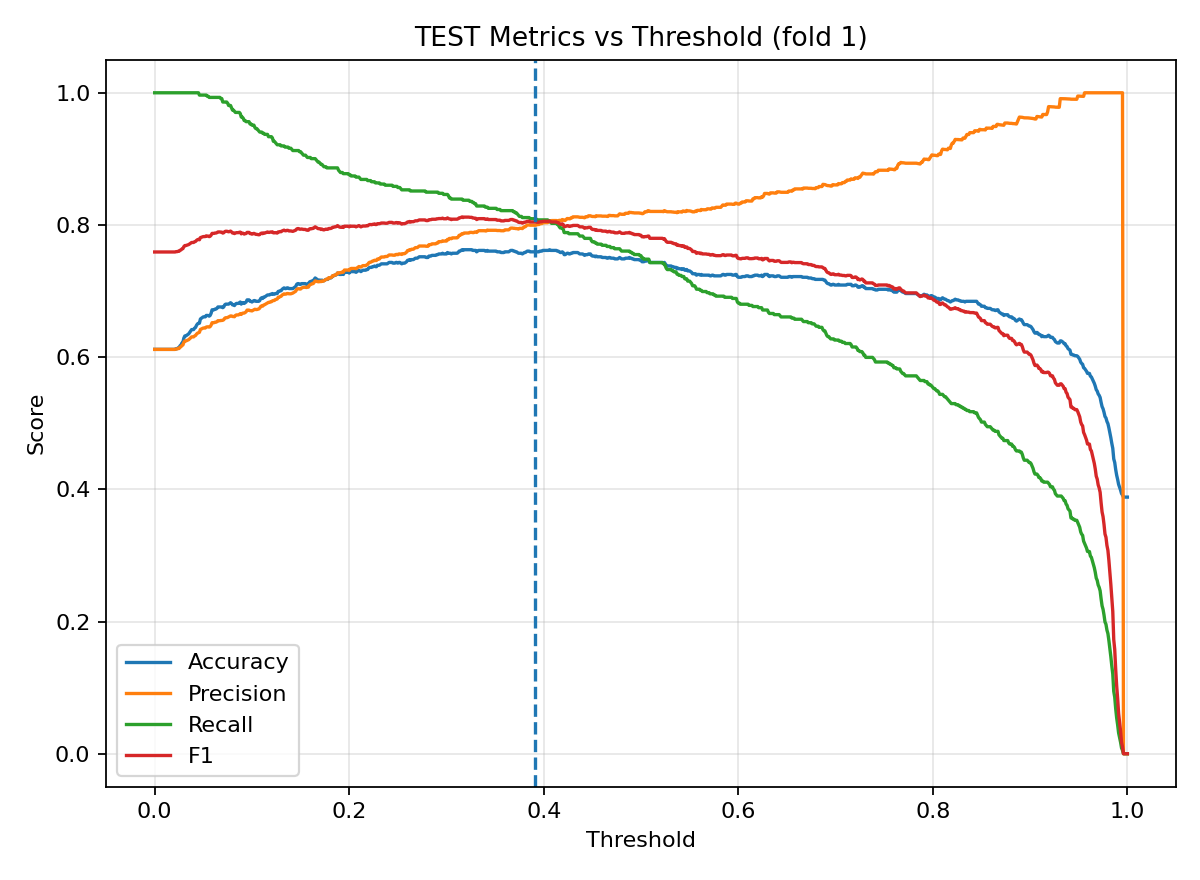 TEST Metrics vs Threshold (fold 1)
1.0
0.8
0.6
0.4
0.2
0.0
Score
Accuracy
Precision
Recall
F1
0.0 0.2 0.4 0.6 0.8 1.0
Threshold